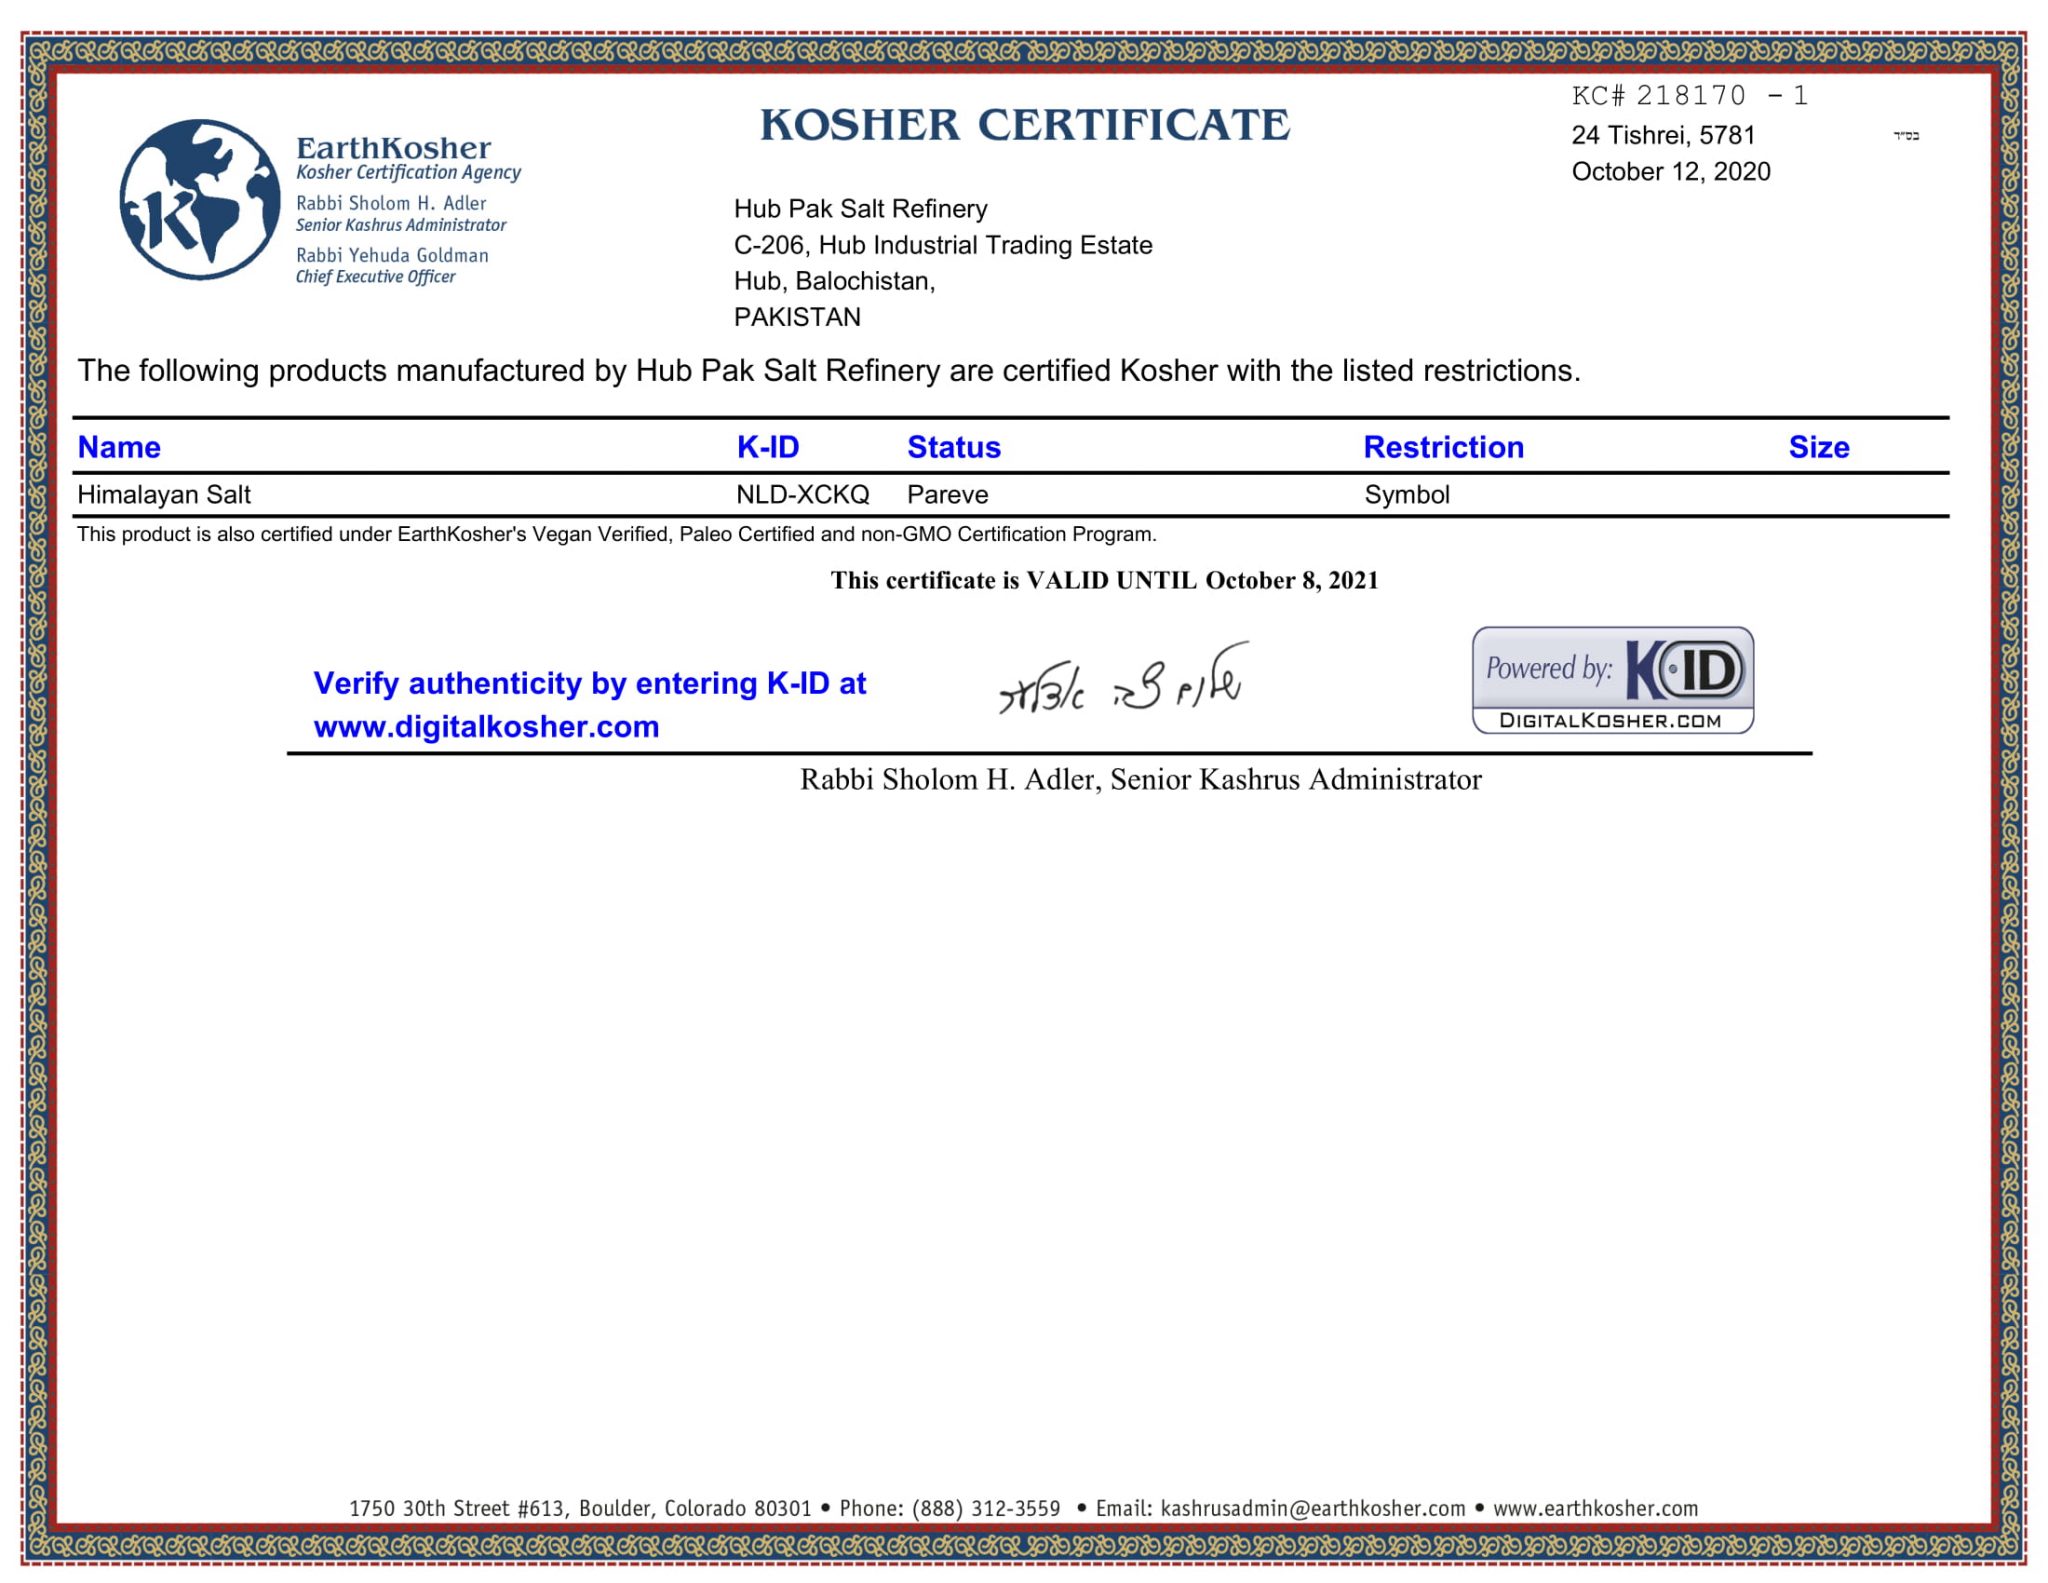 KC# 218170 - 1
24 Tishrei, 5781
בס״ד
October 12, 2020
KOSHER CERTIFICATE
EarthKosher
Kosher Certification Agency
Rabbi Sholom H. Adler
Senior Kashrus Administrator
Rabbi Yehuda Goldman
Chief Executive Officer
K
Hub Pak Salt Refinery
C-206, Hub Industrial Trading Estate
Hub, Balochistan,
PAKISTAN
The following products manufactured by Hub Pak Salt Refinery are certified Kosher with the listed restrictions.
Name K-ID Status Restriction Size
Himalayan Salt NLD-XCKQ Pareve Symbol
This product is also certified under EarthKosher's Vegan Verified, Paleo Certified and non-GMO Certification Program.
This certificate is VALID UNTIL October 8, 2021
Verify authenticity by entering K-ID at
www.digitalkosher.com
Powered by: K·ID
DIGITALKOSHER.COM
Rabbi Sholom H. Adler, Senior Kashrus Administrator
1750 30th Street #613, Boulder, Colorado 80301 • Phone: (888) 312-3559 • Email: kashrusadmin@earthkosher.com • www.earthkosher.com